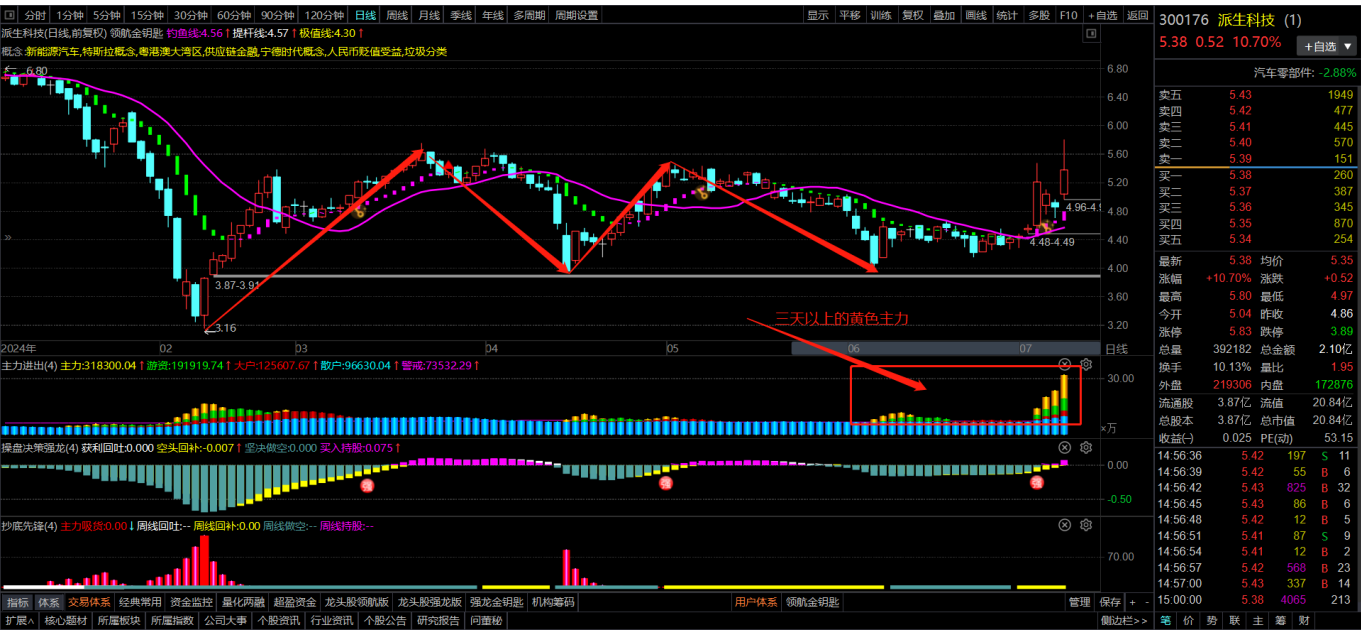 分时 1分钟 5分钟 15分钟 30分钟 60分钟 90分钟 120分钟 日线 周线 月线 季线 年线 多周期 周期设置 显示 平移 训练 复权 叠加 画线 统计 多股 F10 +自选 返回
300176 派生科技 (1)
派生科技(日线,前复权) 领航金钥匙 钓鱼线:4.56↑ 提杆线:4.57↑ 极值线:4.30↑
5.38 0.52 10.70% +自选 ▼
概念:新能源汽车,特斯拉概念,粤港澳大湾区,供应链金融,宁德时代概念,人民币贬值受益,垃圾分类
汽车零部件: -2.88%
6.80
6.80
6.40
6.00
5.60
5.20
4.80
4.40
4.00
3.60
3.20
4.96-4.9
4.48-4.49
3.87-3.91
3.16
三天以上的黄色主力
2024年 02 03 04 05 06 07 日线
主力进出(4) 主力:318300.04↑ 游资:191919.74↑ 大户:125607.67↑ 散户:96630.04↑ 警戒:73532.29↑
30.00
x万
操盘决策强龙(4) 获利回吐:0.000 空头回补:-0.007↑ 坚决做空:0.000 买入持股:0.075↑
0.00
-0.50
强 强 强
抄底先锋(4) 主力吸货:0.00↓ 周线回吐:-- 周线回补:0.00 周线做空:-- 周线持股:--
70.00
指标 体系 交易体系 经典常用 资金监控 量化两融 超盈资金 龙头股领航版 龙头股强龙版 强龙金钥匙 机构筹码 用户体系 领航金钥匙 管理 保存 + -
扩展∧ 核心题材 所属板块 所属指数 公司大事 个股资讯 行业资讯 个股公告 研究报告 问董秘 侧边栏>>
卖五 5.43 1949
卖四 5.42 477
卖三 5.41 445
卖二 5.40 570
卖一 5.39 151
买一 5.38 260
买二 5.37 387
买三 5.36 345
买四 5.35 870
买五 5.34 254
最新 5.38 均价 5.35
涨幅 +10.70% 涨跌 +0.52
最高 5.80 最低 4.97
今开 5.04 昨收 4.86
涨停 5.83 跌停 3.89
总量 392182 总金额 2.10亿
换手 10.13% 量比 1.95
外盘 219306 内盘 172876
流通股 3.87亿 流值 20.84亿
总股本 3.87亿 总市值 20.84亿
收益(-) 0.025 PE(动) 53.15
14:56:36 5.42 197 S 11
14:56:39 5.42 55 B 6
14:56:42 5.43 825 B 32
14:56:45 5.43 86 B 6
14:56:48 5.42 12 B 5
14:56:51 5.41 87 S 9
14:56:54 5.41 12 B 2
14:56:57 5.42 568 B 23
14:57:00 5.43 337 B 14
15:00:00 5.38 4065 213
笔 价 势 联 主 筹 财